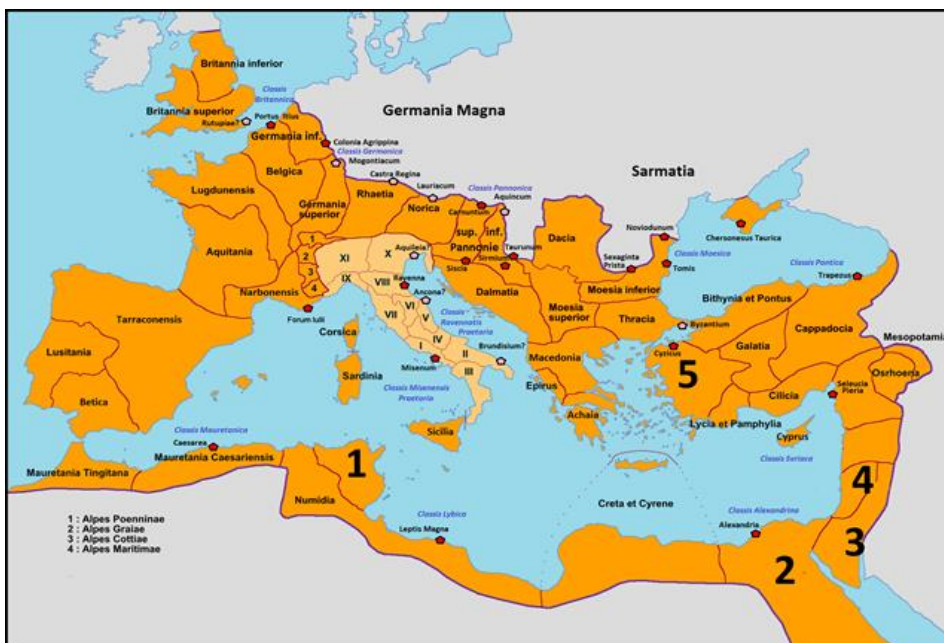 Britannia inferior
Classis
Britannica
Germania Magna
Britannia superior
Rutupiae?
Portus Itius
Germania inf.
Colonia Agrippina
Sarmatia
Classis Germanica
Mogontiacum
Belgica
Castra Regina
Lugdunensis
Rhaetia
Lauriacum
Classis Pannonica
Aquincum
Germania
superior
Norica
Carnuntum
sup.
inf.
Pannonie
Dacia
Noviodunum
Chersonesus Taurica
Aquitania
1
2
3
4
XI
X
Aquileia?
Taurunum
Sirmium
Siscia
Sexaginta
Prista
Classis Moesica
Tomis
Classis Pontica
Trapezus
IX
VIII
Ravenna
Dalmatia
Moesia inferior
Narbonensis
Forum Iulii
Ancona?
VII
VI
V
Moesia
superior
Bithynia et Pontus
Tarraconensis
Corsica
Classis
Ravennatis
Praetoria
Thracia
Byzantium
Cappadocia
Mesopotamia
IV
I
II
III
Brundisium?
Cyzicus
Galatia
Osrhoena
Lusitania
Misenum
Macedonia
5
Sardinia
Classis Misenensis
Praetoria
Epirus
Seleucia
Pieria
Cilicia
Betica
Achaia
Lycia et Pamphylia
Classis Mauretanica
Sicilia
Cyprus
Caesarea
Mauretania Caesariensis
Classis Seriaca
Mauretania Tingitana
1
4
Numidia
Creta et Cyrene
Classis Lybica
Classis Alexandrina
Leptis Magna
Alexandria
3
2
1 : Alpes Poenninae
2 : Alpes Graiae
3 : Alpes Cottiae
4 : Alpes Maritimae